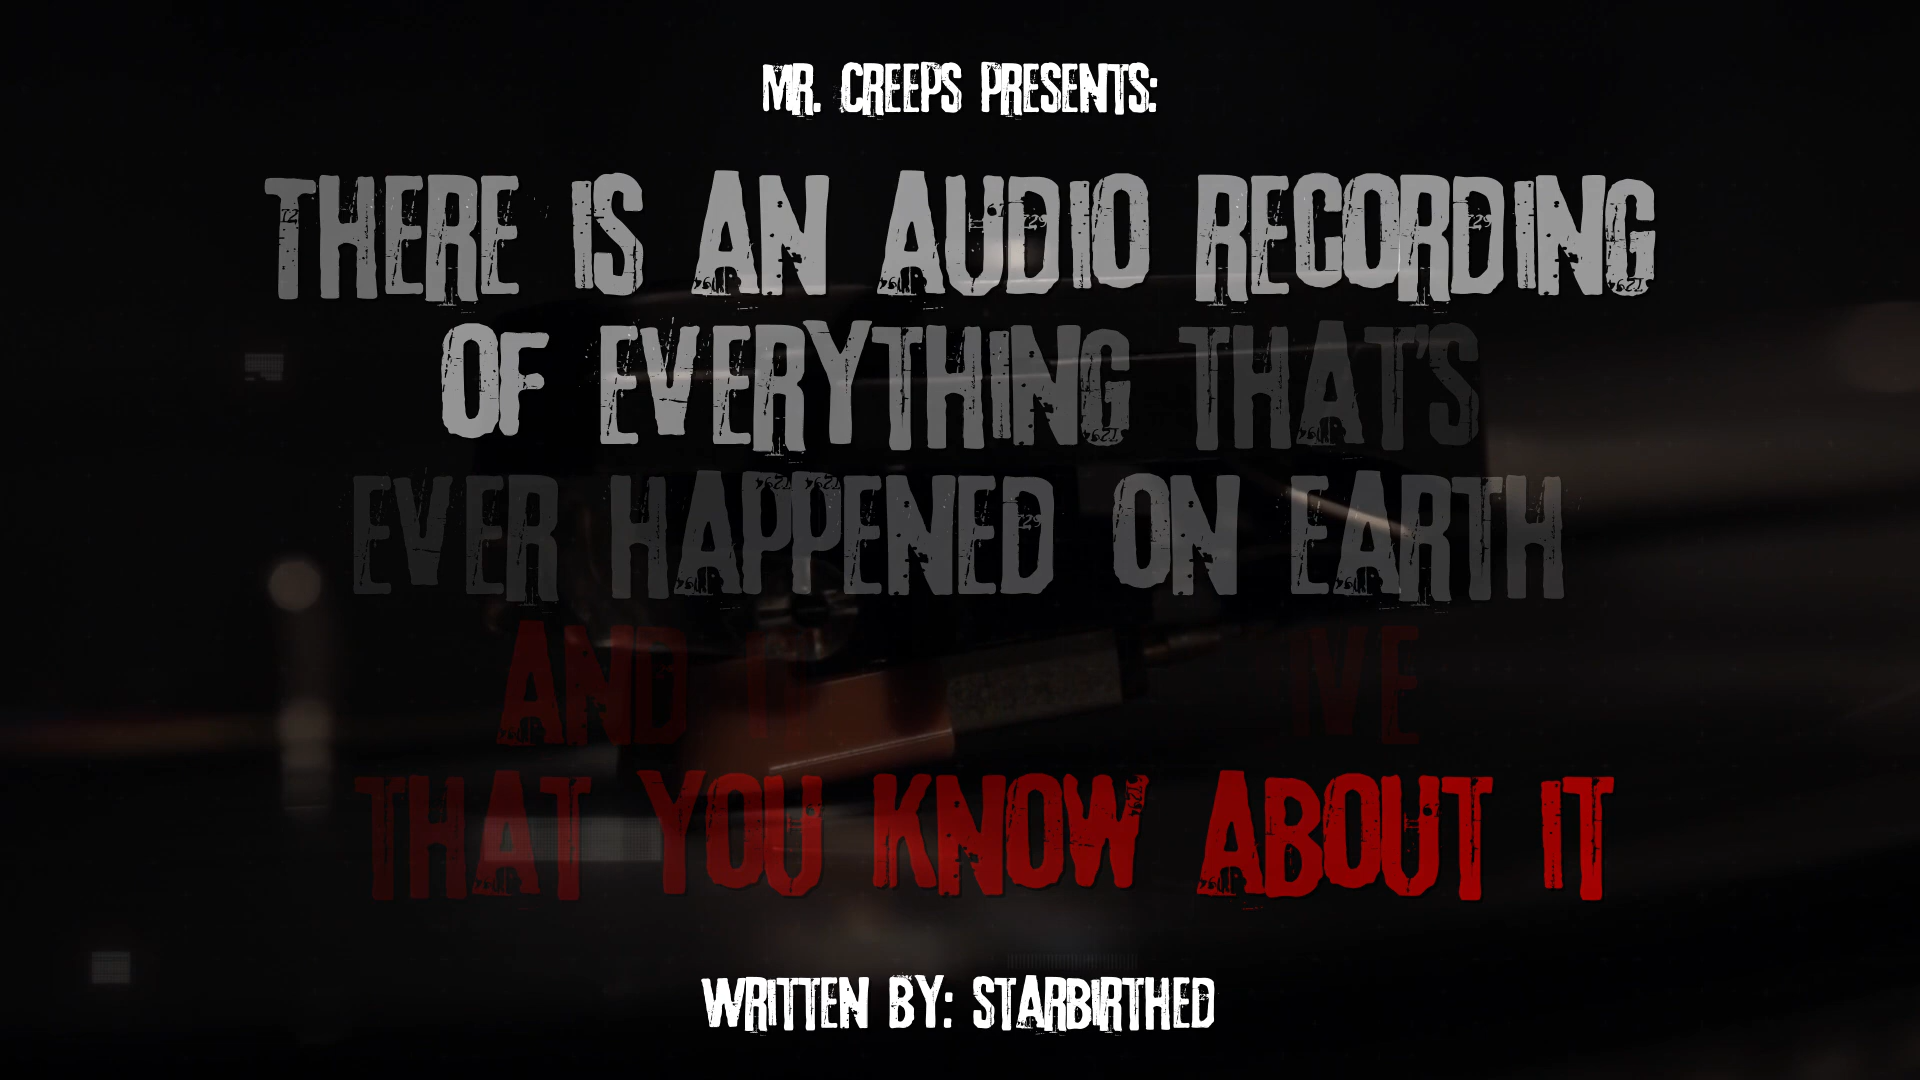 MR. CREEPS PRESENTS:
THERE IS AN AUDIO RECORDING
OF EVERYTHING THAT'S
EVER HAPPENED ON EARTH
AND
THAT YOU KNOW ABOUT IT
WRITTEN BY: STARBIRTHED